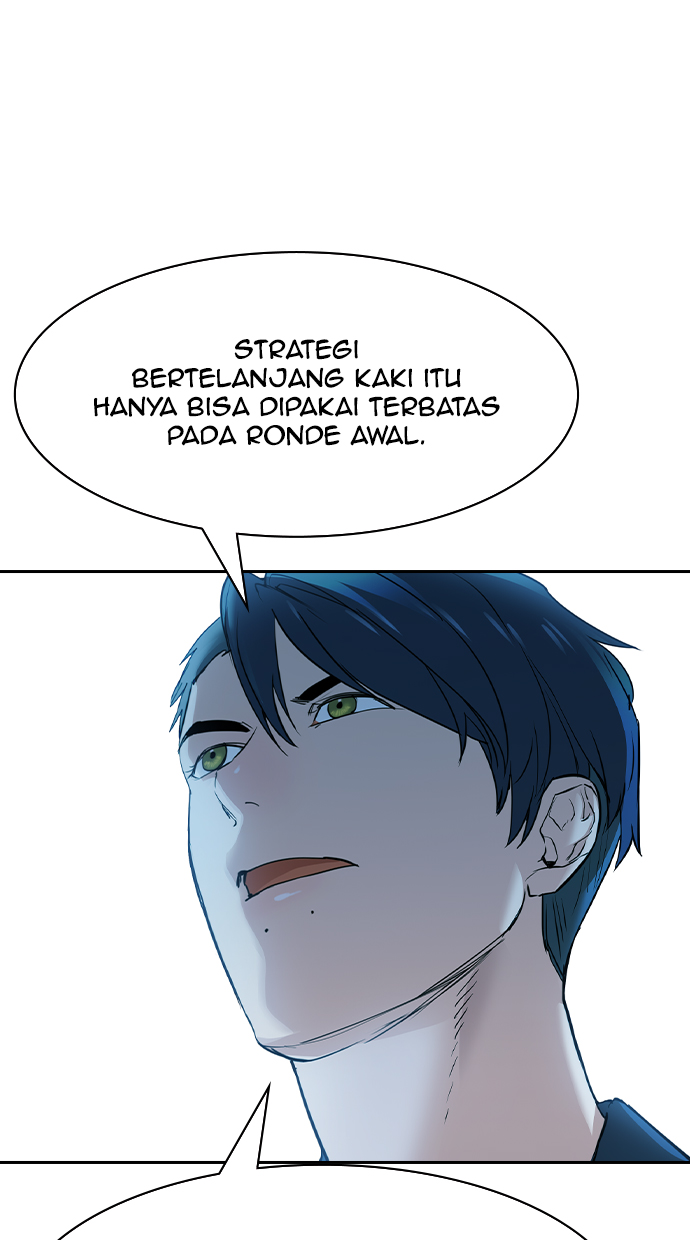 STRATEGI
BERTELANJANG KAKI ITU
HANYA BISA DIPAKAI TERBATAS
PADA RONDE AWAL.